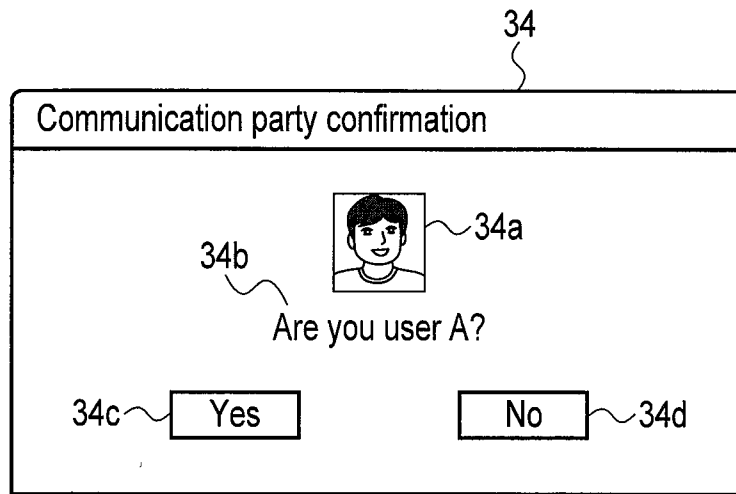 34
Communication party confirmation
34a
34b
Are you user A?
34c Yes No 34d